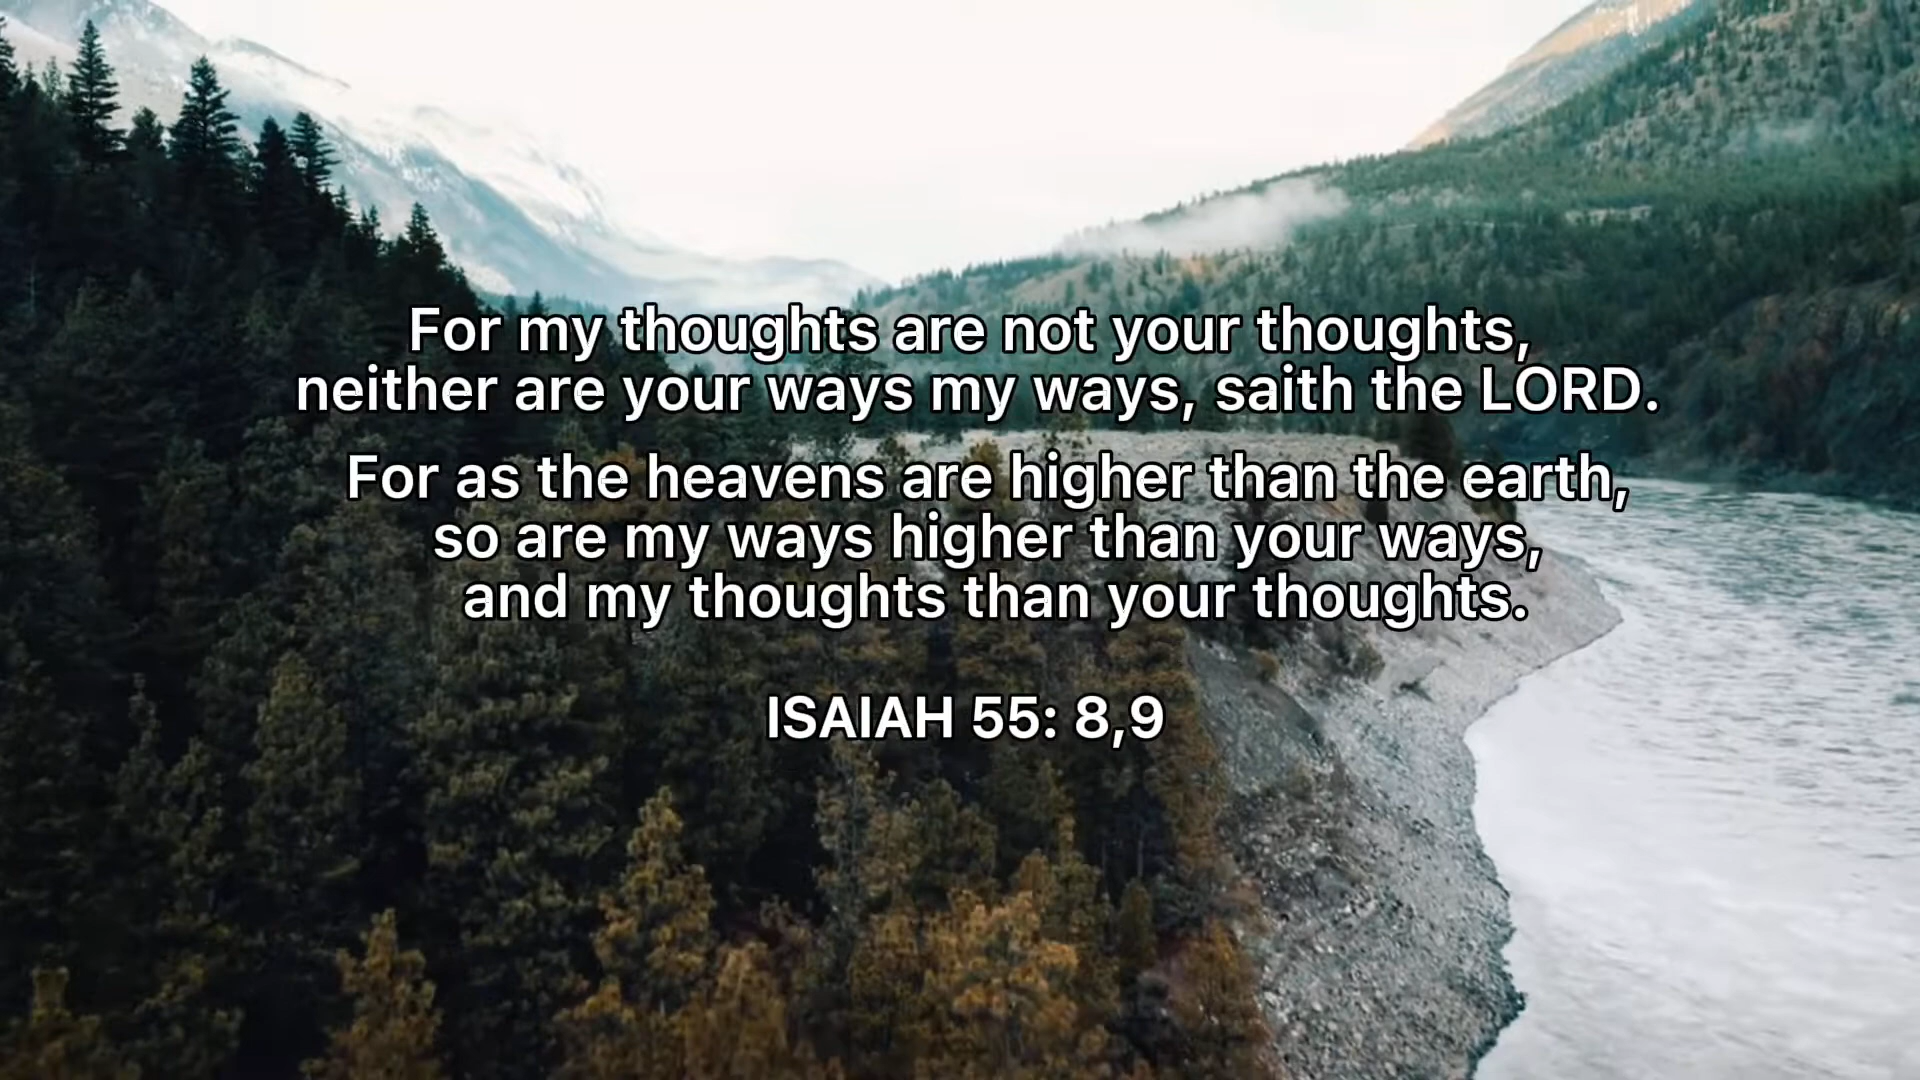 For my thoughts are not your thoughts,
neither are your ways my ways, saith the LORD.
For as the heavens are higher than the earth,
so are my ways higher than your ways,
and my thoughts than your thoughts.
ISAIAH 55: 8,9